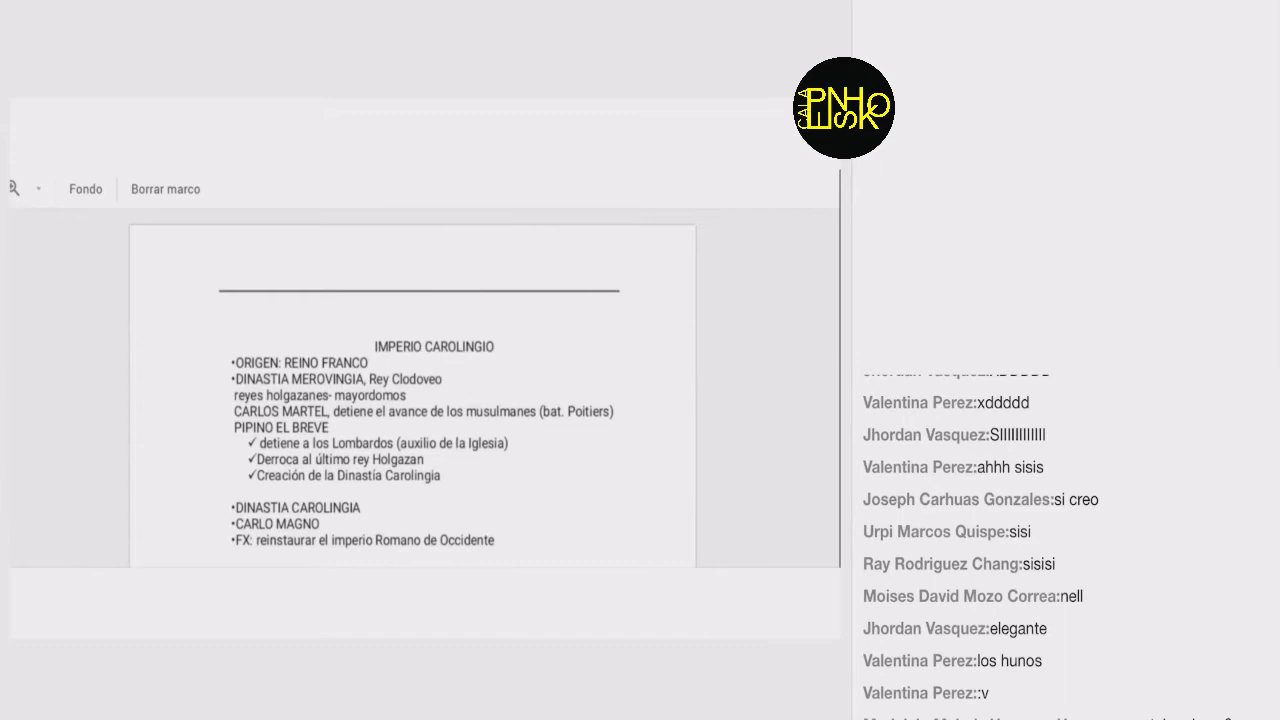 CALA
PENHSKO
Fondo
Borrar marco
IMPERIO CAROLINGIO
•ORIGEN: REINO FRANCO
•DINASTIA MEROVINGIA, Rey Clodoveo
reyes holgazanes- mayordomos
CARLOS MARTEL, detiene el avance de los musulmanes (bat. Poitiers)
PIPINO EL BREVE
✓ detiene a los Lombardos (auxilio de la Iglesia)
✓Derroca al último rey Holgazan
✓Creación de la Dinastía Carolingia
•DINASTIA CAROLINGIA
•CARLO MAGNO
•FX: reinstaurar el imperio Romano de Occidente
Valentina Perez:xddddd
Jhordan Vasquez:SIIIIIIIIIIII
Valentina Perez:ahhh sisis
Joseph Carhuas Gonzales:si creo
Urpi Marcos Quispe:sisi
Ray Rodriguez Chang:sisisi
Moises David Mozo Correa:nell
Jhordan Vasquez:elegante
Valentina Perez:los hunos
Valentina Perez::v